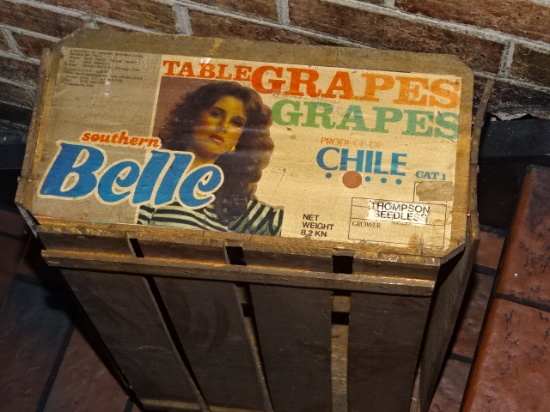 TABLE GRAPES
GRAPES
PRODUCE OF
CHILE
CAT 1
southern
Belle
NET
WEIGHT
8,2 KN
THOMPSON
SEEDLESS
GROWER